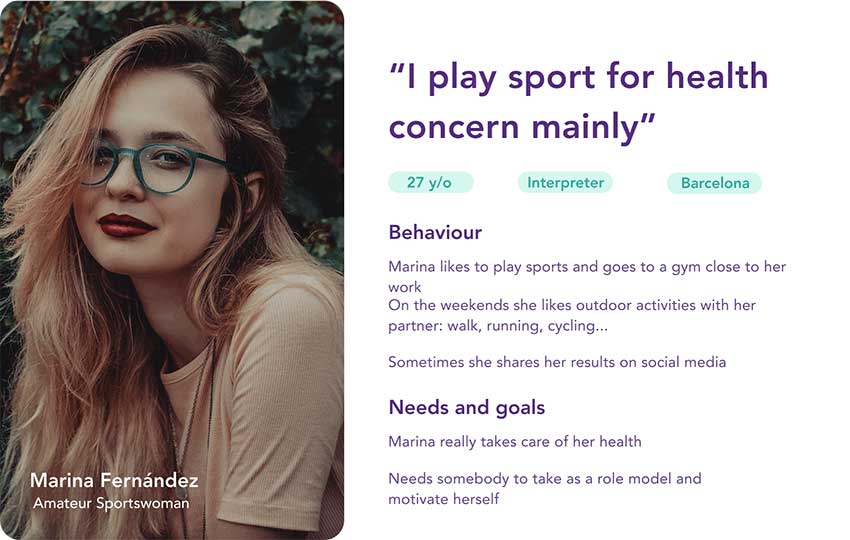 “I play sport for health
concern mainly”
27 y/o
Interpreter
Barcelona
Behaviour
Marina likes to play sports and goes to a gym close to her
work
On the weekends she likes outdoor activities with her
partner: walk, running, cycling...
Sometimes she shares her results on social media
Needs and goals
Marina really takes care of her health
Needs somebody to take as a role model and
motivate herself
Marina Fernández
Amateur Sportswoman